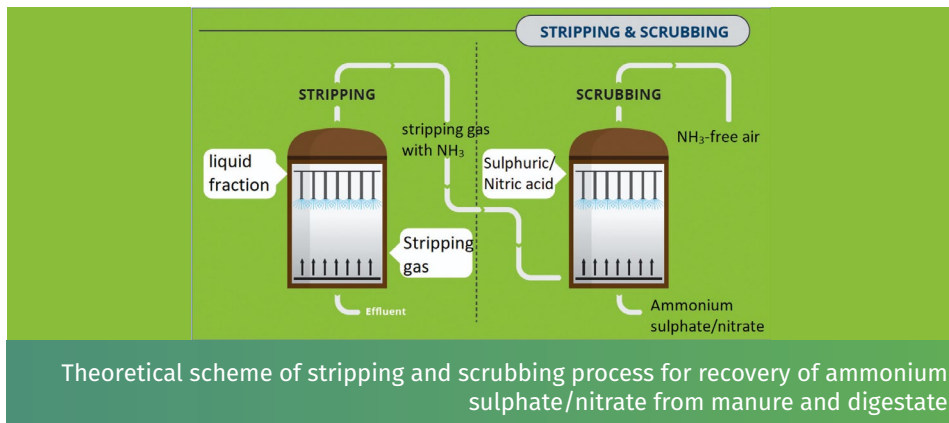 STRIPPING & SCRUBBING
STRIPPING
stripping gas
with NH₃
liquid
fraction
Stripping
gas
Effluent
SCRUBBING
NH₃-free air
Sulphuric/
Nitric acid
Ammonium
sulphate/nitrate
Theoretical scheme of stripping and scrubbing process for recovery of ammonium
sulphate/nitrate from manure and digestate